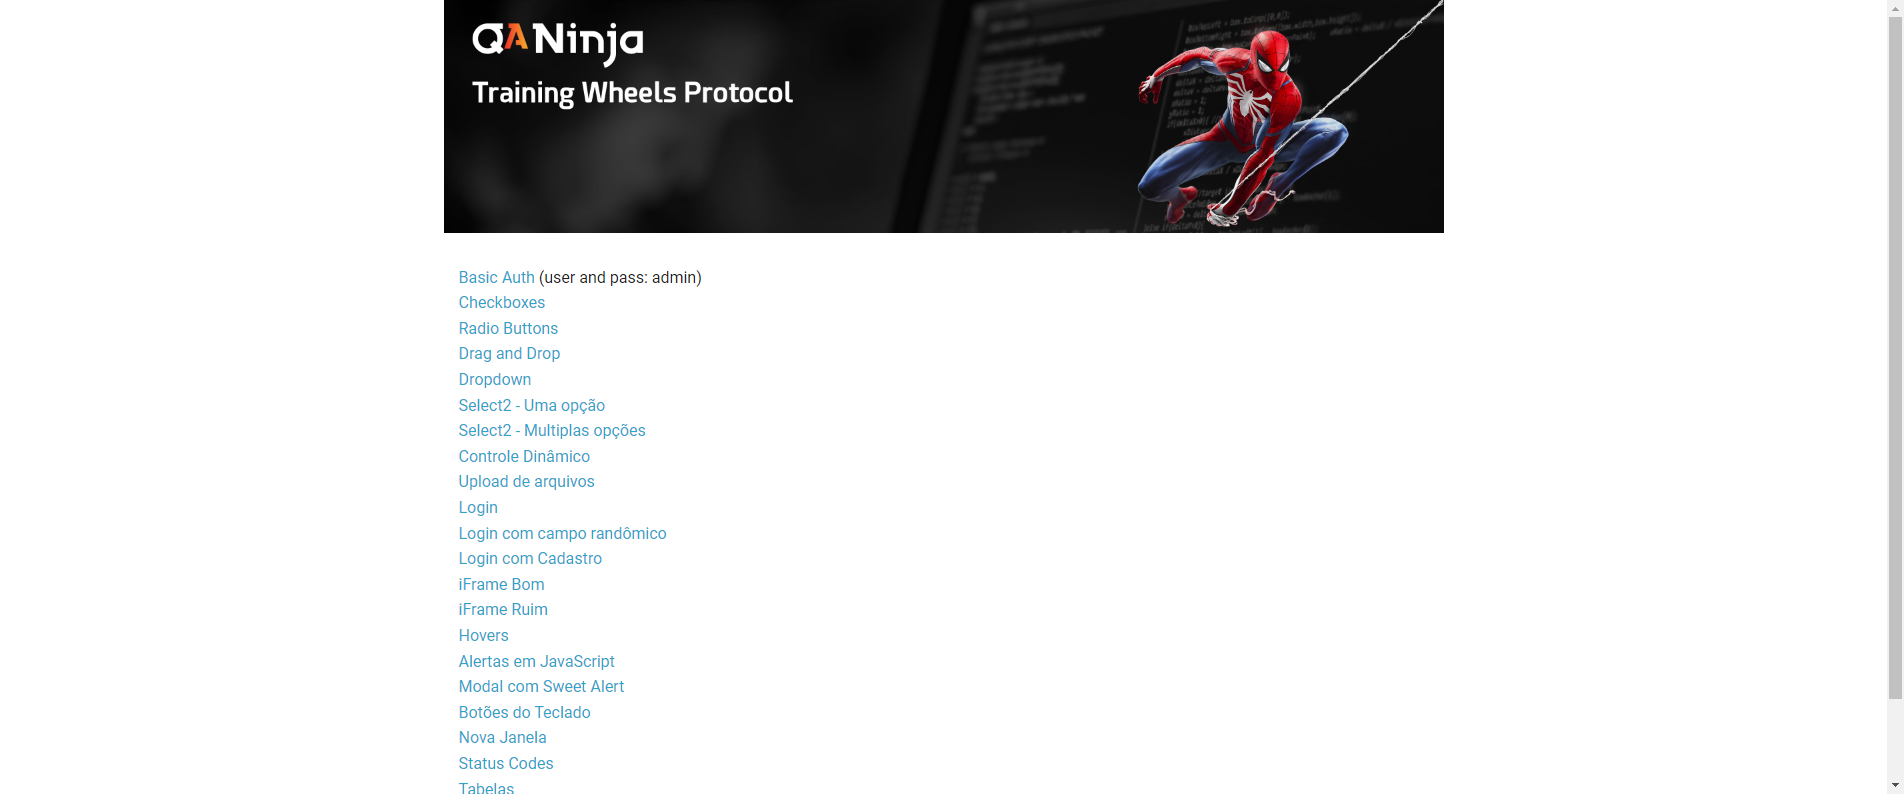 QANinja
Training Wheels Protocol
Basic Auth (user and pass: admin)
Checkboxes
Radio Buttons
Drag and Drop
Dropdown
Select2 - Uma opção
Select2 - Multiplas opções
Controle Dinâmico
Upload de arquivos
Login
Login com campo randômico
Login com Cadastro
iFrame Bom
iFrame Ruim
Hovers
Alertas em JavaScript
Modal com Sweet Alert
Botões do Teclado
Nova Janela
Status Codes
Tabelas